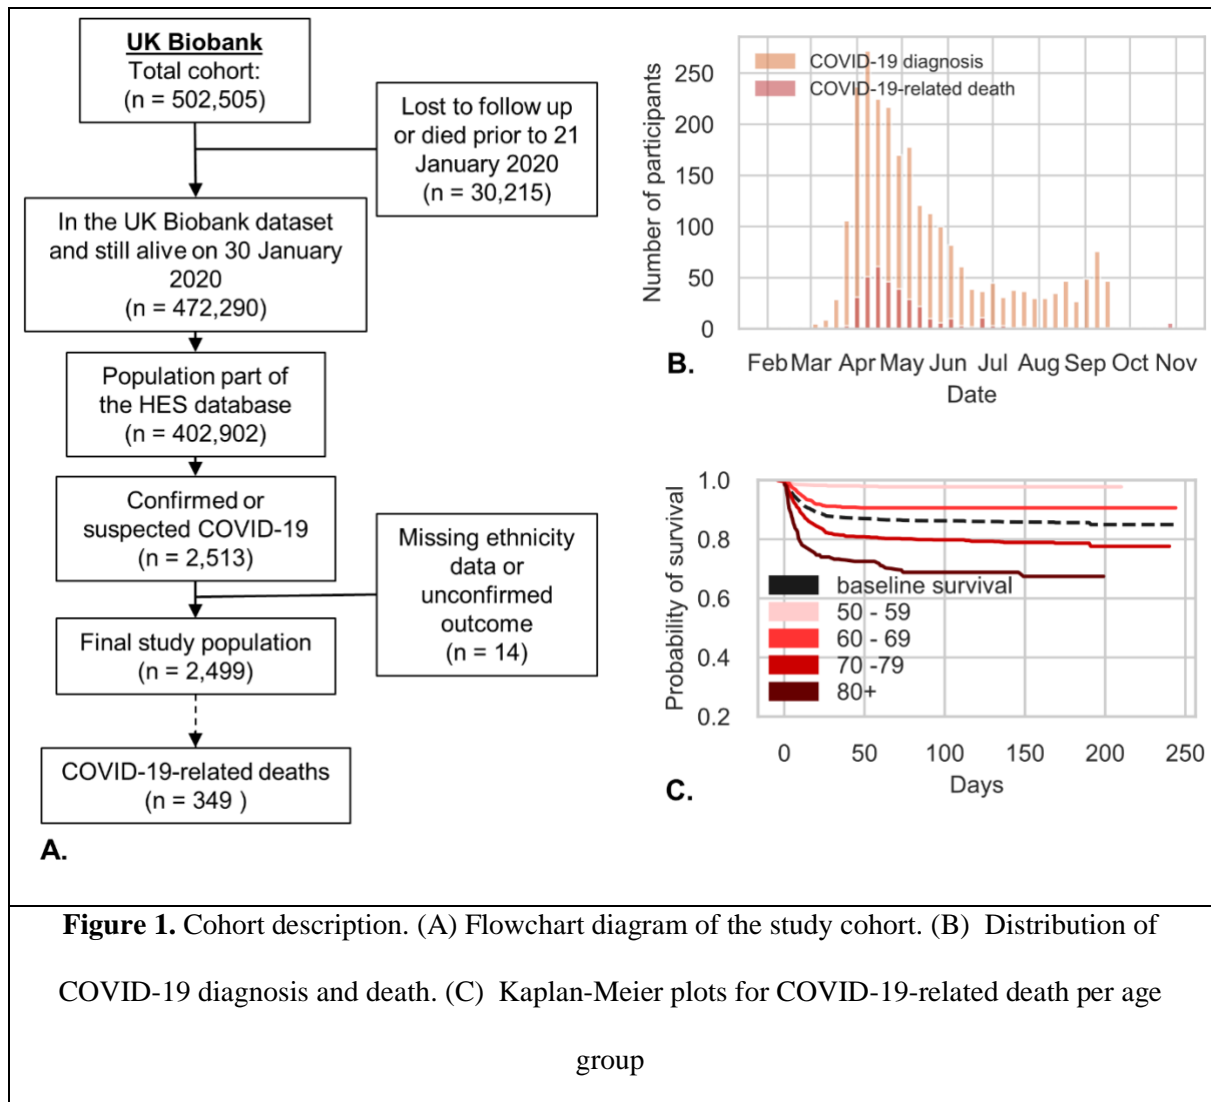 UK Biobank
Total cohort:
(n = 502,505)
Lost to follow up
or died prior to 21
January 2020
(n = 30,215)
In the UK Biobank dataset
and still alive on 30 January
2020
(n = 472,290)
Population part of
the HES database
(n = 402,902)
Confirmed or
suspected COVID-19
(n = 2,513)
Missing ethnicity
data or
unconfirmed
outcome
(n = 14)
Final study population
(n = 2,499)
COVID-19-related deaths
(n = 349 )
A.
COVID-19 diagnosis
COVID-19-related death
Number of participants
250
200
150
100
50
0
Feb Mar Apr May Jun Jul Aug Sep Oct Nov
Date
B.
Probability of survival
1.0
0.8
0.6
0.4
0.2
baseline survival
50 - 59
60 - 69
70 -79
80+
0 50 100 150 200 250
Days
C.
Figure 1. Cohort description. (A) Flowchart diagram of the study cohort. (B) Distribution of
COVID-19 diagnosis and death. (C) Kaplan-Meier plots for COVID-19-related death per age
group